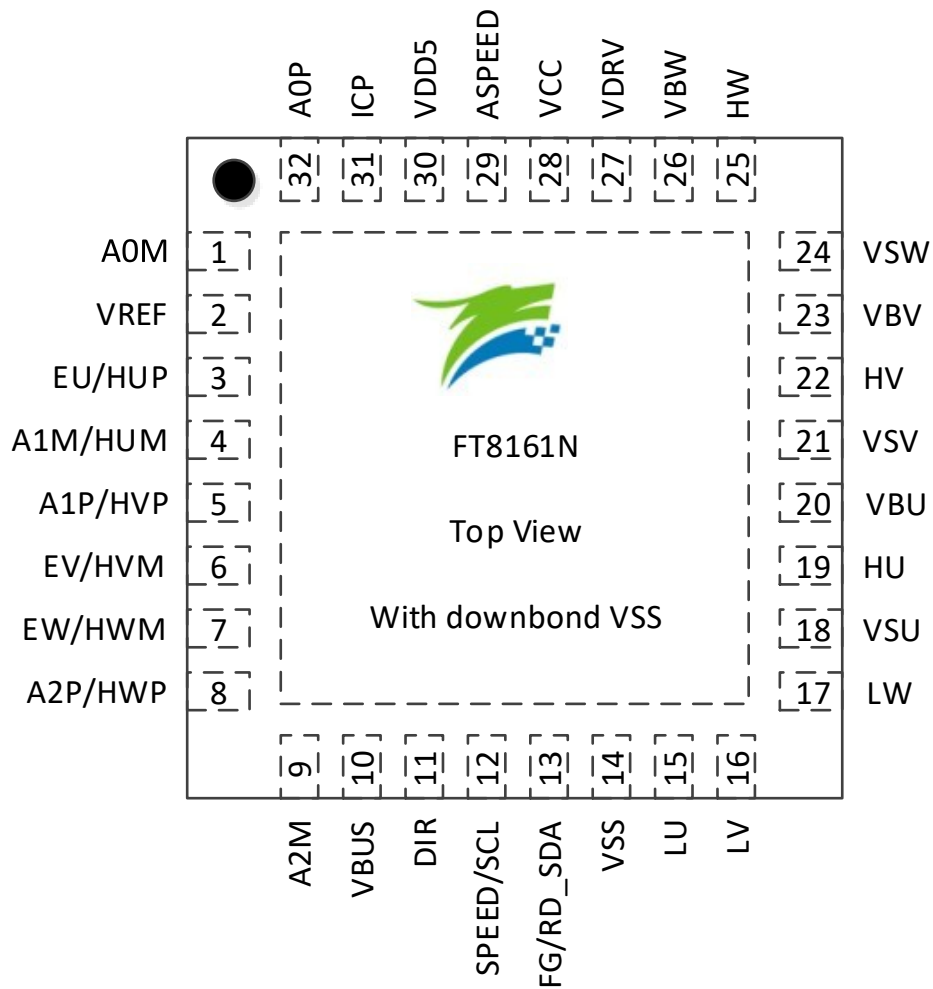 A0P
ICP
VDD5
ASPEED
VCC
VDRV
VBW
HW
32
31
30
29
28
27
26
25
A0M 1
VREF 2
EU/HUP 3
A1M/HUM 4
A1P/HVP 5
EV/HVM 6
EW/HWM 7
A2P/HWP 8
FT8161N
Top View
With downbond VSS
24 VSW
23 VBV
22 HV
21 VSV
20 VBU
19 HU
18 VSU
17 LW
9
10
11
12
13
14
15
16
A2M
VBUS
DIR
SPEED/SCL
FG/RD_SDA
VSS
LU
LV